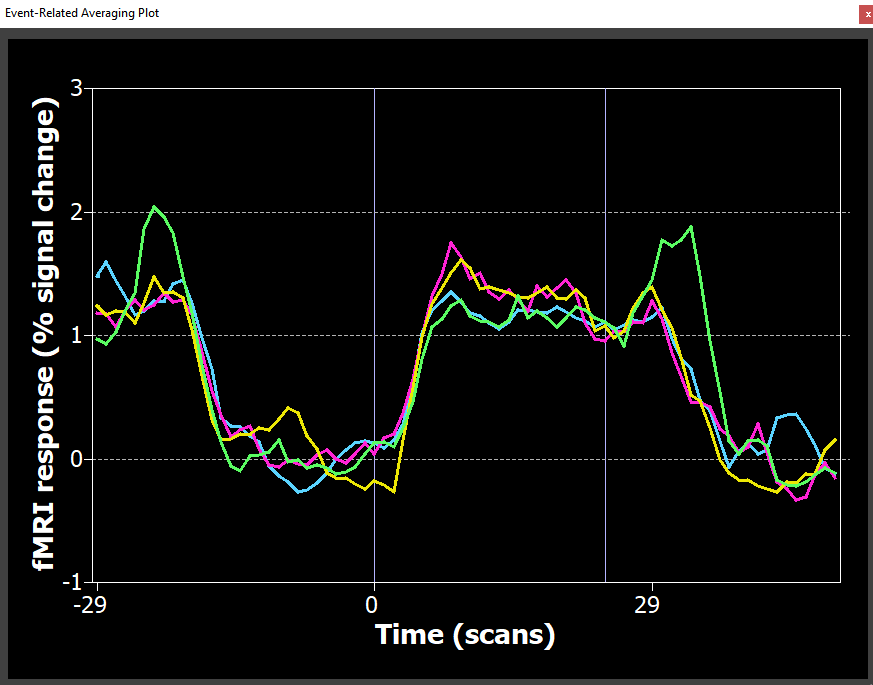 Event-Related Averaging Plot
x
fMRI response (% signal change)
3
2
1
0
-1
-29
0
29
Time (scans)